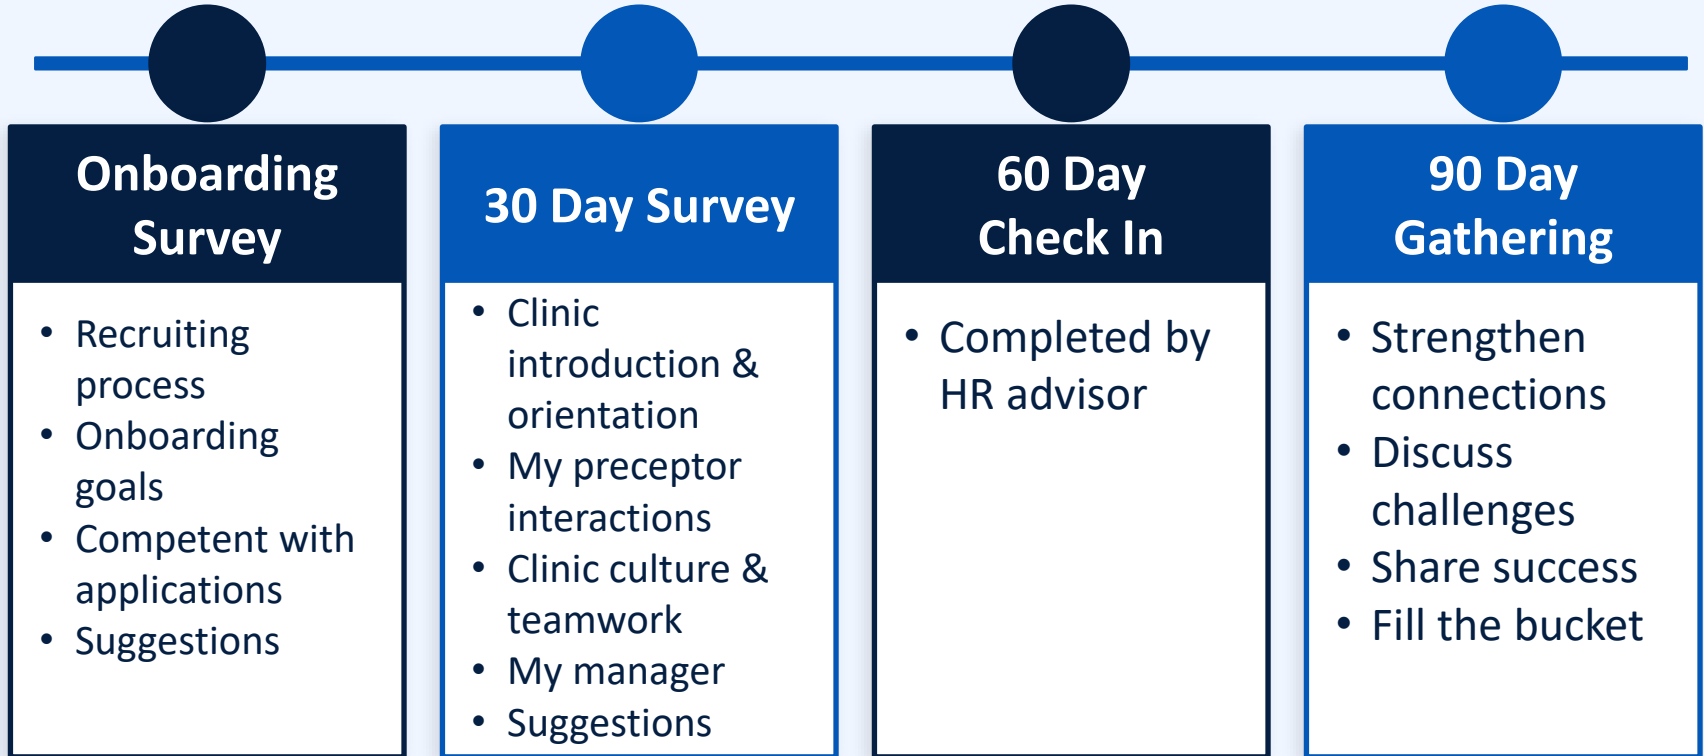 Onboarding
Survey
• Recruiting
process
• Onboarding
goals
• Competent with
applications
• Suggestions
30 Day Survey
• Clinic
introduction &
orientation
• My preceptor
interactions
• Clinic culture &
teamwork
• My manager
• Suggestions
60 Day
Check In
• Completed by
HR advisor
90 Day
Gathering
• Strengthen
connections
• Discuss
challenges
• Share success
• Fill the bucket